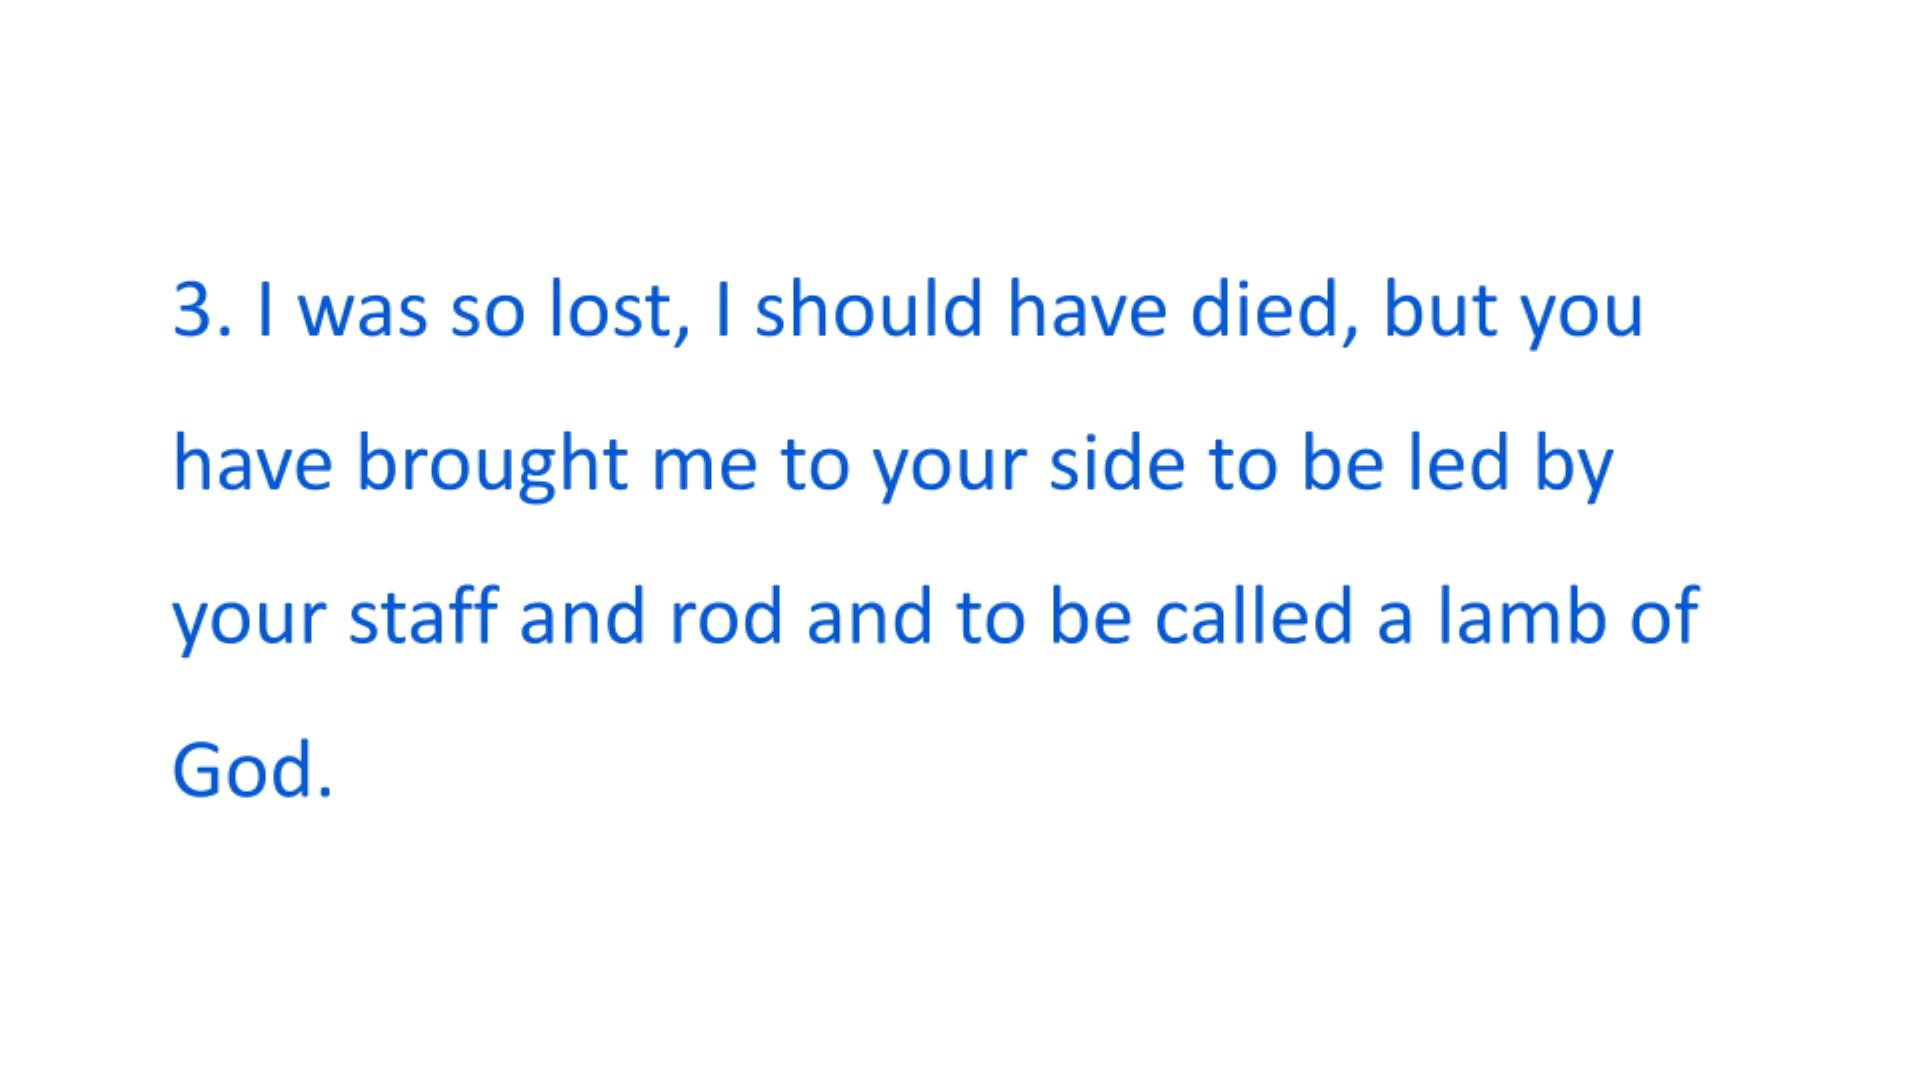 3. I was so lost, I should have died, but you
have brought me to your side to be led by
your staff and rod and to be called a lamb of
God.